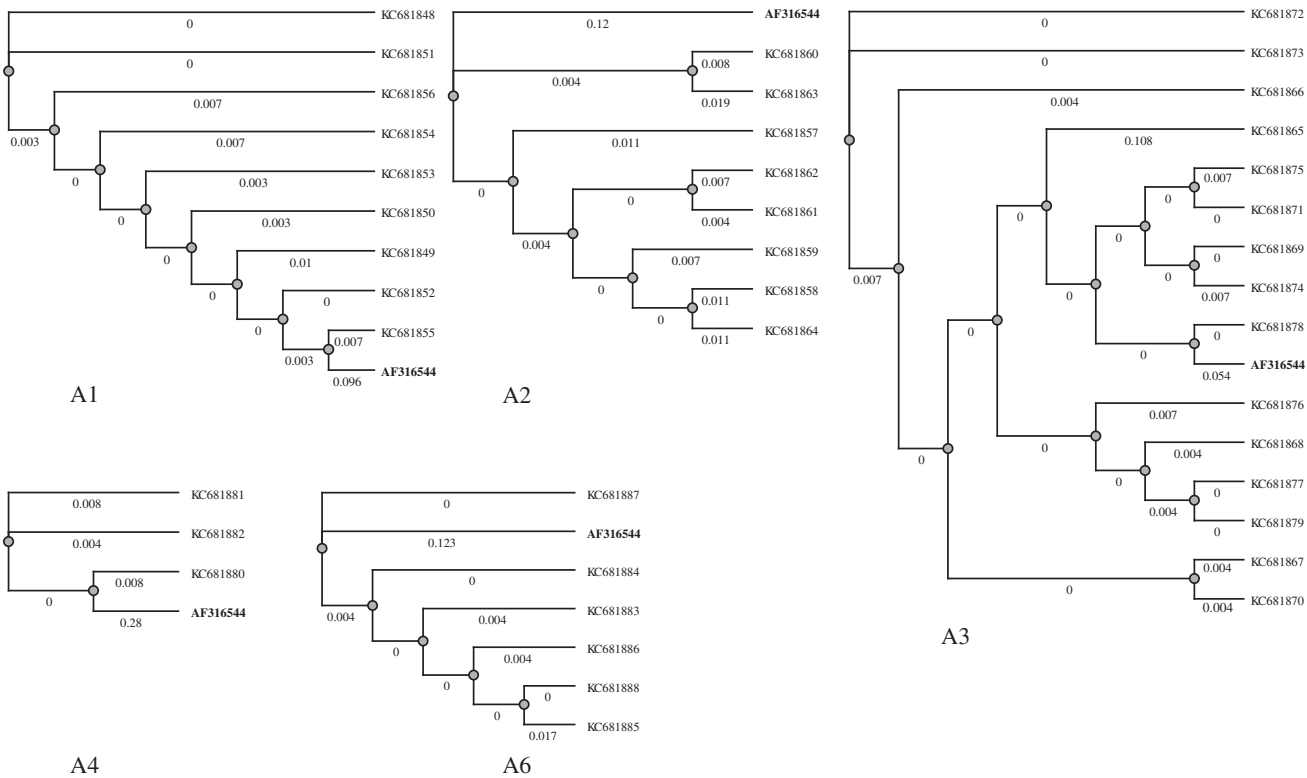 KC681848
0
KC681851
0
KC681856
0.007
0.003
KC681854
0.007
0
KC681853
0.003
0
KC681850
0.003
0
KC681849
0.01
0
KC681852
0
0
KC681855
0.007
0.003
AF316544
0.096
A1
AF316544
0.12
KC681860
0.008
0.004
KC681863
0.019
KC681857
0.011
0
KC681862
0.007
0
KC681861
0.004
0.004
KC681859
0.007
0
KC681858
0.011
0
KC681864
0.011
A2
KC681872
0
KC681873
0
KC681866
0.004
KC681865
0.108
KC681875
0.007
0
KC681871
0
0
0
KC681869
0
0
KC681874
0.007
0.007
0
KC681878
0
0
0
AF316544
0.054
KC681876
0.007
0
KC681868
0.004
0
0
KC681877
0
0.004
KC681879
0
KC681867
0.004
0
KC681870
0.004
A3
KC681881
0.008
KC681882
0.004
KC681880
0.008
0
AF316544
0.28
A4
KC681887
0
AF316544
0.123
KC681884
0
0.004
KC681883
0.004
0
KC681886
0.004
0
KC681888
0
0
KC681885
0.017
A6